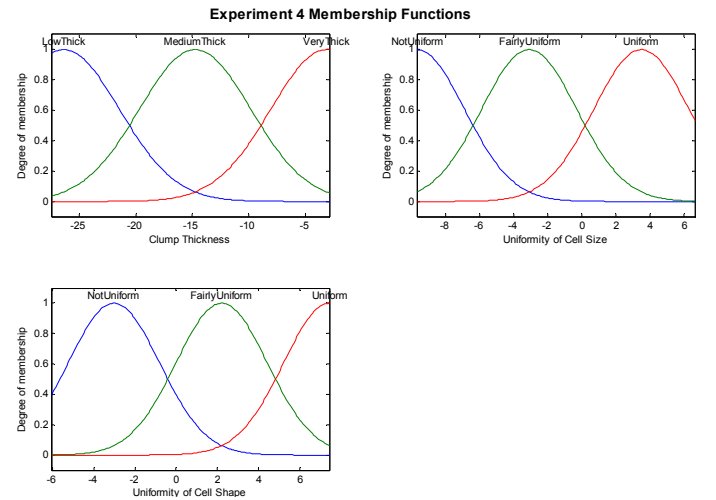 Experiment 4 Membership Functions
LowThick MediumThick VeryThick
1
0.8
0.6
0.4
0.2
0
Degree of membership
-25 -20 -15 -10 -5
Clump Thickness
NotUniform FairlyUniform Uniform
1
0.8
0.6
0.4
0.2
0
Degree of membership
-8 -6 -4 -2 0 2 4 6
Uniformity of Cell Size
NotUniform FairlyUniform Uniform
1
0.8
0.6
0.4
0.2
0
Degree of membership
-6 -4 -2 0 2 4 6
Uniformity of Cell Shape